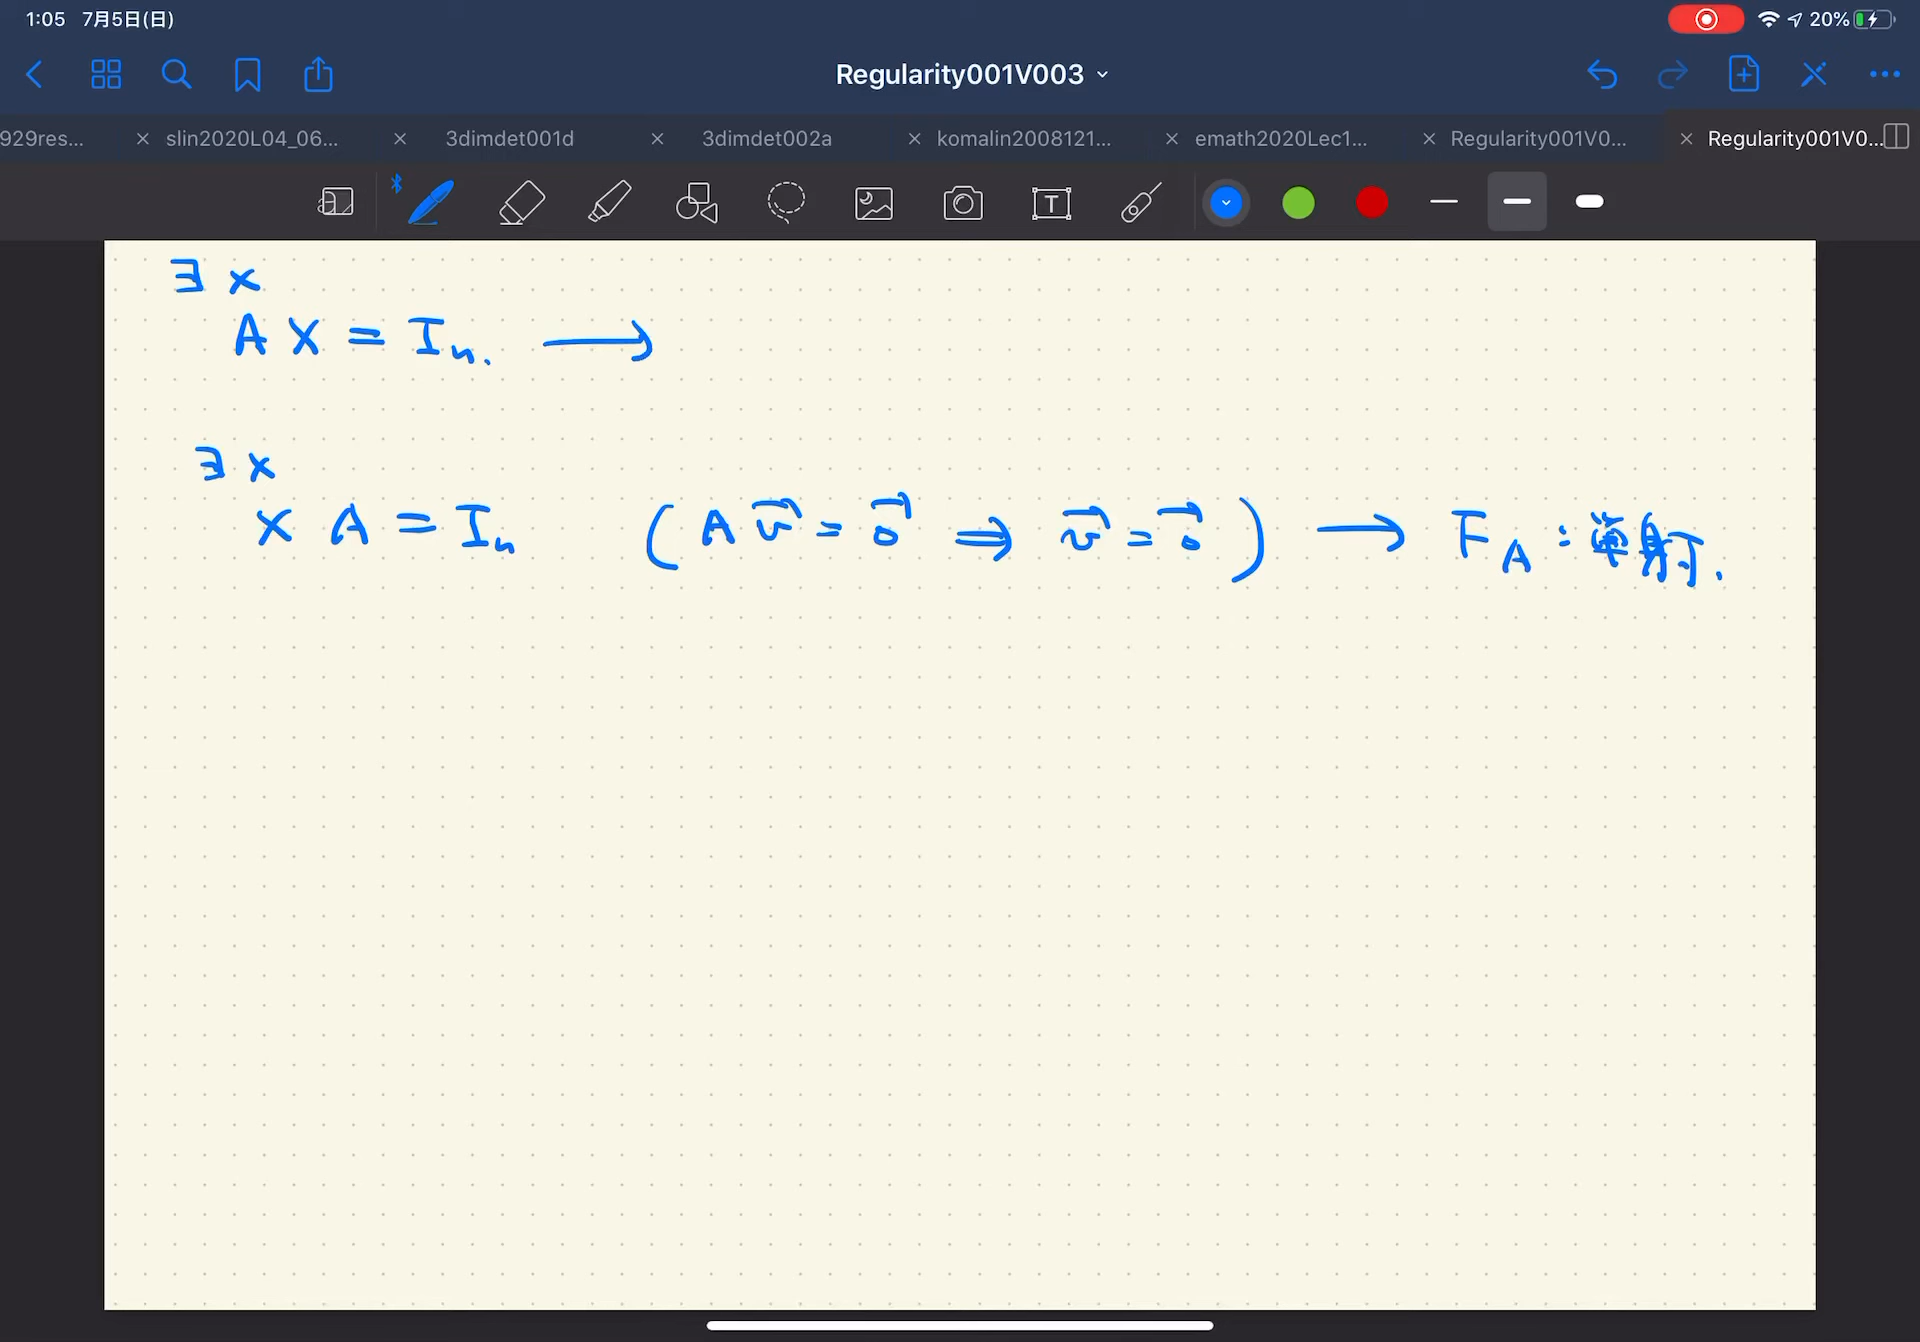 1:05 7月5日(日) 20%
Regularity001V003
929res... × slin2020L04_06... × 3dimdet001d × 3dimdet002a × komalin2008121... × emath2020Lec1... × Regularity001V0... × Regularity001V0...
∃ X
A X = Iₙ. ⟶
∃ X
X A = Iₙ ( A v⃗ = 0⃗ ⇒ v⃗ = 0⃗ ) ⟶ F_A : 単射.